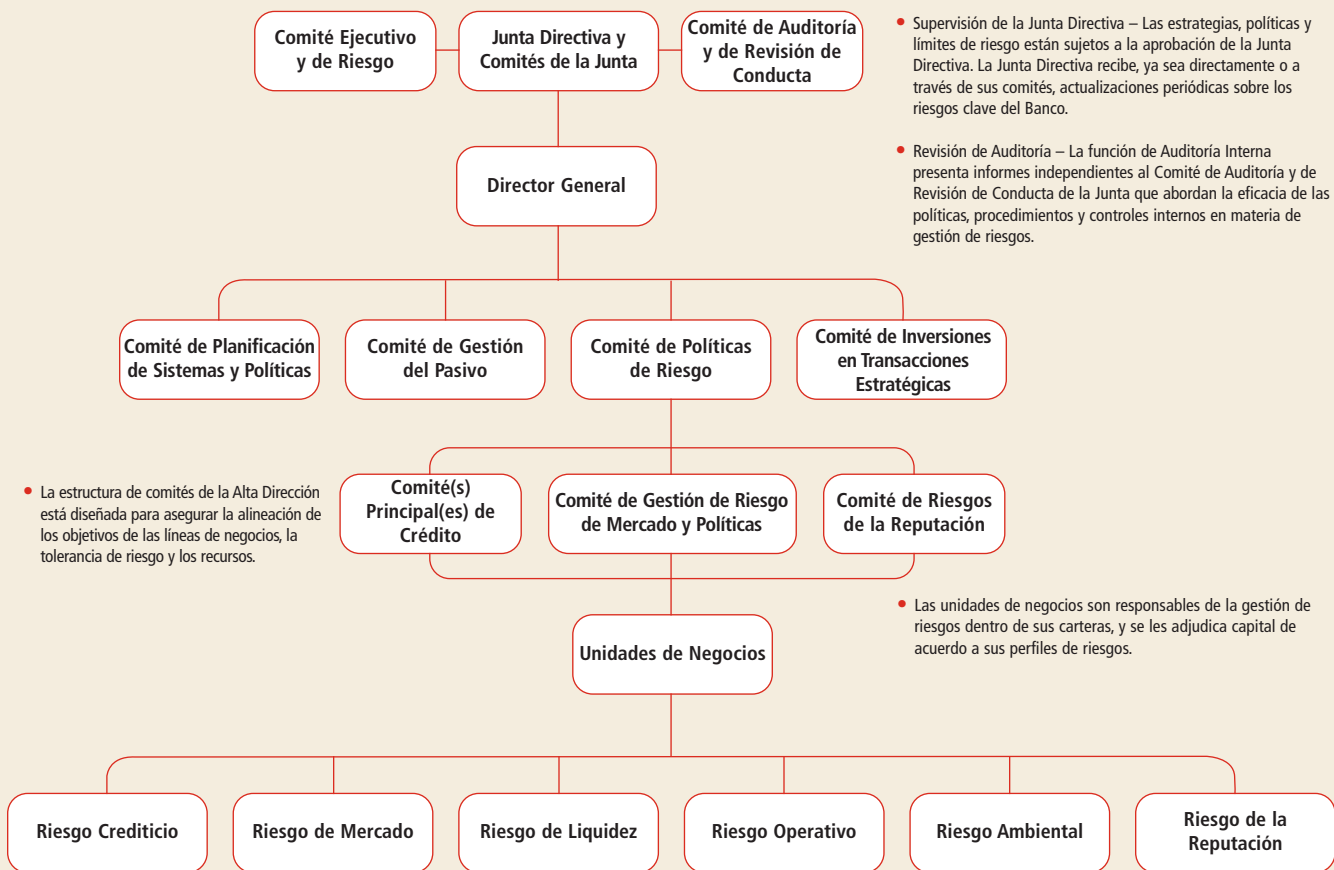 Comité Ejecutivo
y de Riesgo
Junta Directiva y
Comités de la Junta
Comité de Auditoría
y de Revisión de
Conducta
• Supervisión de la Junta Directiva – Las estrategias, políticas y
límites de riesgo están sujetos a la aprobación de la Junta
Directiva. La Junta Directiva recibe, ya sea directamente o a
través de sus comités, actualizaciones periódicas sobre los
riesgos clave del Banco.
• Revisión de Auditoría – La función de Auditoría Interna
presenta informes independientes al Comité de Auditoría y de
Revisión de Conducta de la Junta que abordan la eficacia de las
políticas, procedimientos y controles internos en materia de
gestión de riesgos.
Director General
Comité de Planificación
de Sistemas y Políticas
Comité de Gestión
del Pasivo
Comité de Políticas
de Riesgo
Comité de Inversiones
en Transacciones
Estratégicas
• La estructura de comités de la Alta Dirección
está diseñada para asegurar la alineación de
los objetivos de las líneas de negocios, la
tolerancia de riesgo y los recursos.
Comité(s)
Principal(es) de
Crédito
Comité de Gestión de Riesgo
de Mercado y Políticas
Comité de Riesgos
de la Reputación
• Las unidades de negocios son responsables de la gestión de
riesgos dentro de sus carteras, y se les adjudica capital de
acuerdo a sus perfiles de riesgos.
Unidades de Negocios
Riesgo Crediticio
Riesgo de Mercado
Riesgo de Liquidez
Riesgo Operativo
Riesgo Ambiental
Riesgo de la
Reputación